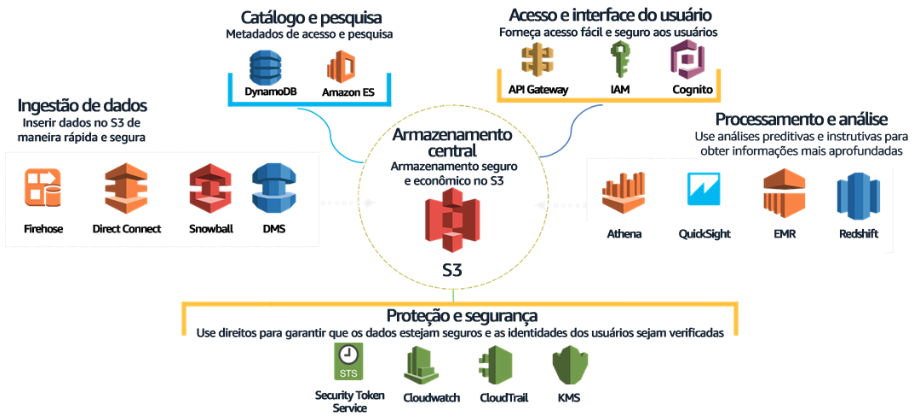 Catálogo e pesquisa
Metadados de acesso e pesquisa
DynamoDB
Amazon ES
Acesso e interface do usuário
Forneça acesso fácil e seguro aos usuários
API Gateway
IAM
Cognito
Ingestão de dados
Inserir dados no S3 de
maneira rápida e segura
Firehose
Direct Connect
Snowball
DMS
Armazenamento
central
Armazenamento seguro
e econômico no S3
S3
Processamento e análise
Use análises preditivas e instrutivas para
obter informações mais aprofundadas
Athena
QuickSight
EMR
Redshift
Proteção e segurança
Use direitos para garantir que os dados estejam seguros e as identidades dos usuários sejam verificadas
STS
Security Token
Service
Cloudwatch
CloudTrail
KMS